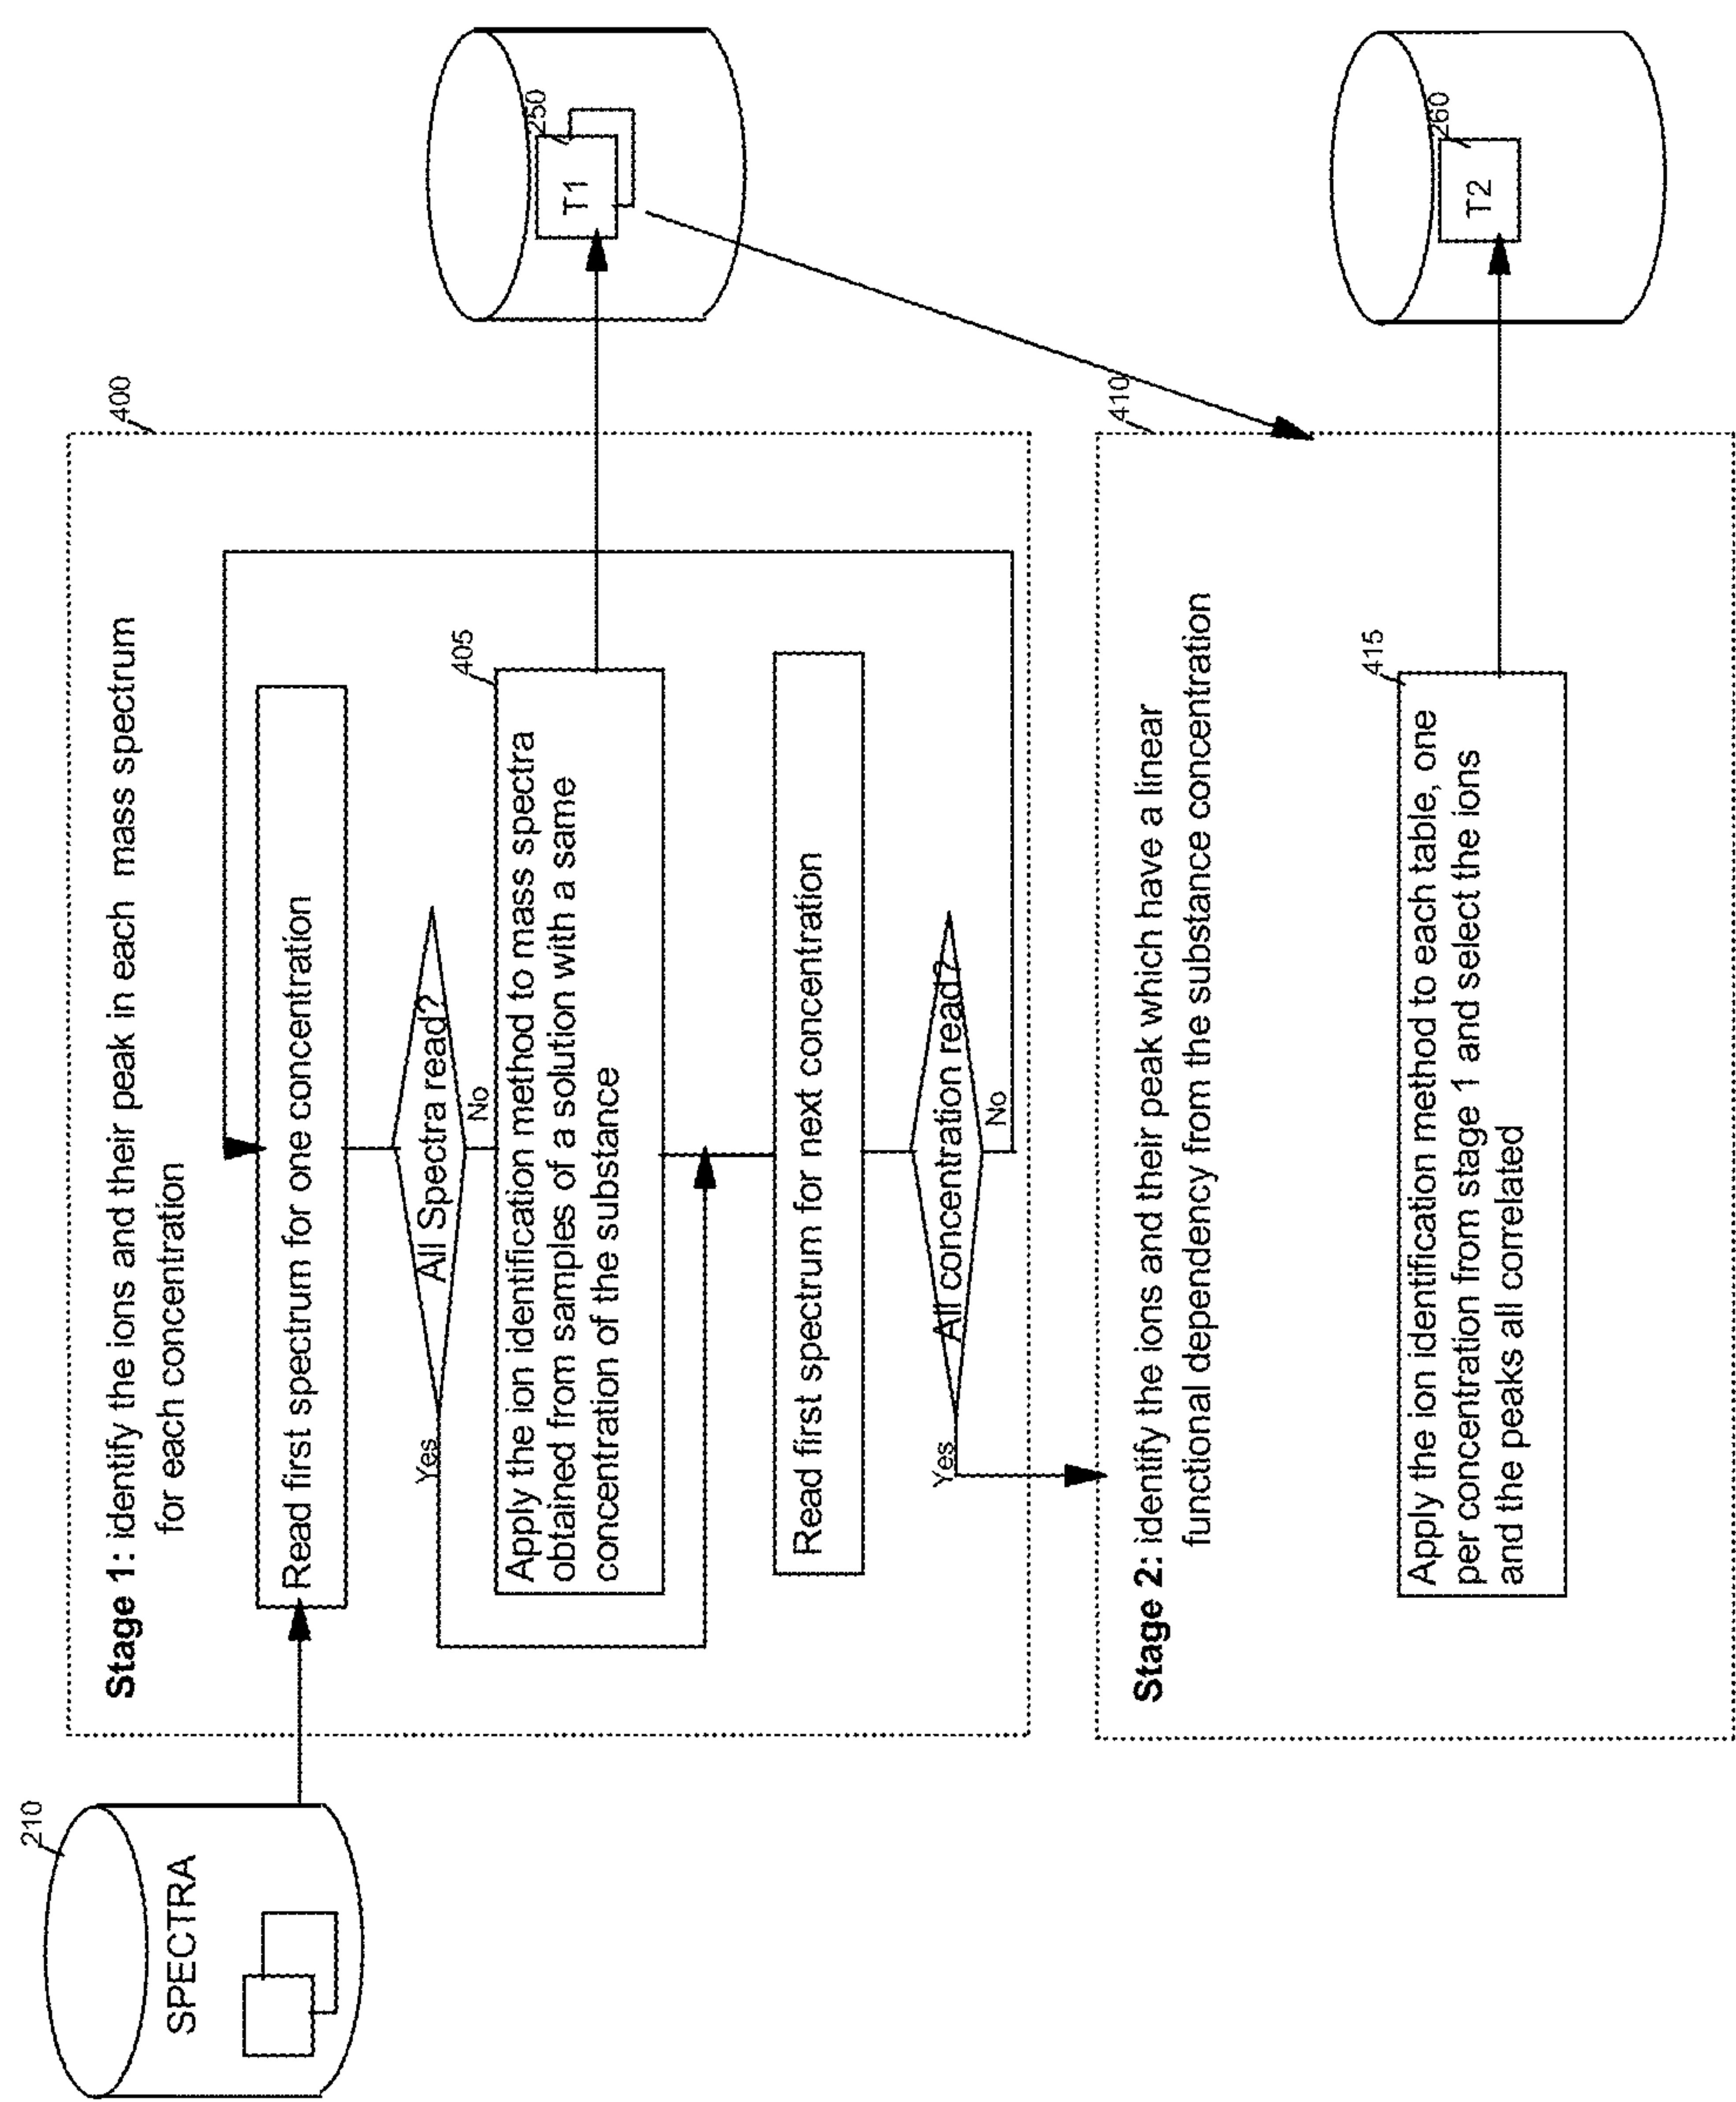 210
SPECTRA
400
Stage 1: identify the ions and their peak in each mass spectrum
for each concentration
Read first spectrum for one concentration
All Spectra read?
Yes
No
405
Apply the ion identification method to mass spectra
obtained from samples of a solution with a same
concentration of the substance
Read first spectrum for next concentration
All concentration read?
Yes
No
250
T1
410
Stage 2: identify the ions and their peak which have a linear
functional dependency from the substance concentration
415
Apply the ion identification method to each table, one
per concentration from stage 1 and select the ions
and the peaks all correlated
260
T2